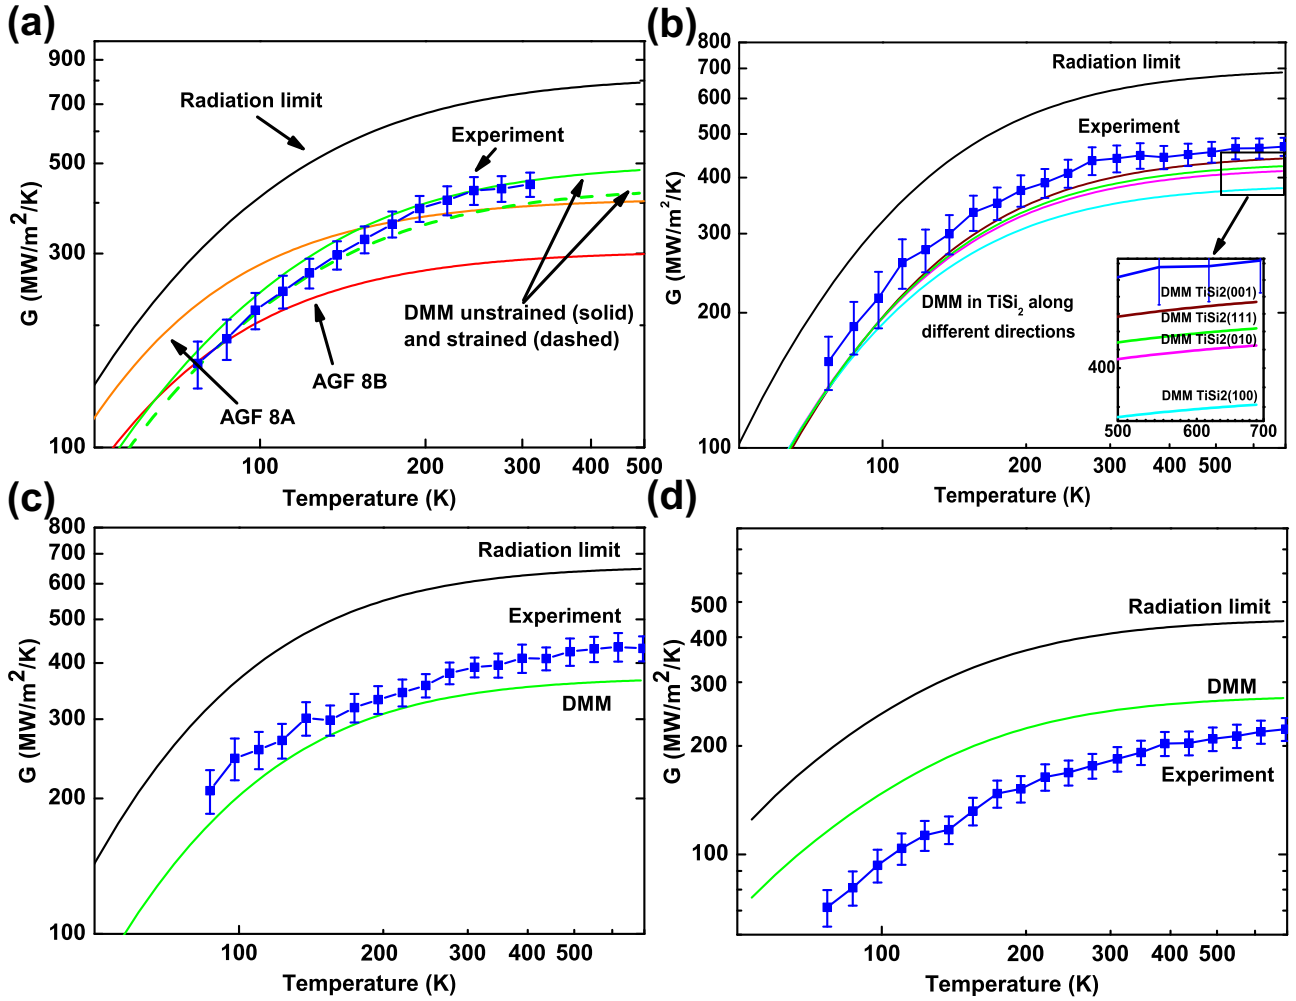 (a)
900
700
500
300
100
G (MW/m²/K)
Radiation limit
Experiment
DMM unstrained (solid)
and strained (dashed)
AGF 8B
AGF 8A
100
200
300
400
500
Temperature (K)
(b)
800
700
600
500
400
300
200
100
G (MW/m²/K)
Radiation limit
Experiment
DMM in TiSi₂ along
different directions
DMM TiSi2(001)
DMM TiSi2(111)
DMM TiSi2(010)
400
DMM TiSi2(100)
500
600
700
100
200
300
400
500
Temperature (K)
(c)
800
700
600
500
400
300
200
100
G (MW/m²/K)
Radiation limit
Experiment
DMM
100
200
300
400
500
Temperature (K)
(d)
500
400
300
200
100
G (MW/m²/K)
Radiation limit
DMM
Experiment
100
200
300
400
500
Temperature (K)